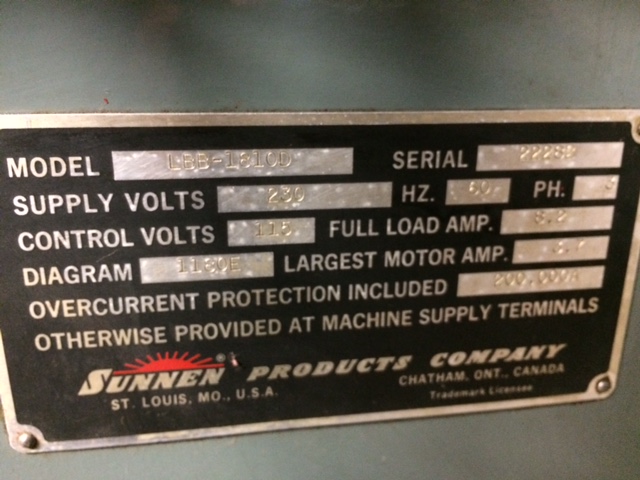 MODEL LBB-1810D SERIAL
SUPPLY VOLTS 230 HZ. 60 PH. 3
CONTROL VOLTS 115 FULL LOAD AMP. 8.2
DIAGRAM 1180E LARGEST MOTOR AMP.
OVERCURRENT PROTECTION INCLUDED 200,000A
OTHERWISE PROVIDED AT MACHINE SUPPLY TERMINALS
SUNNEN® PRODUCTS COMPANY
ST. LOUIS, MO., U.S.A. CHATHAM, ONT., CANADA
Trademark Licensee